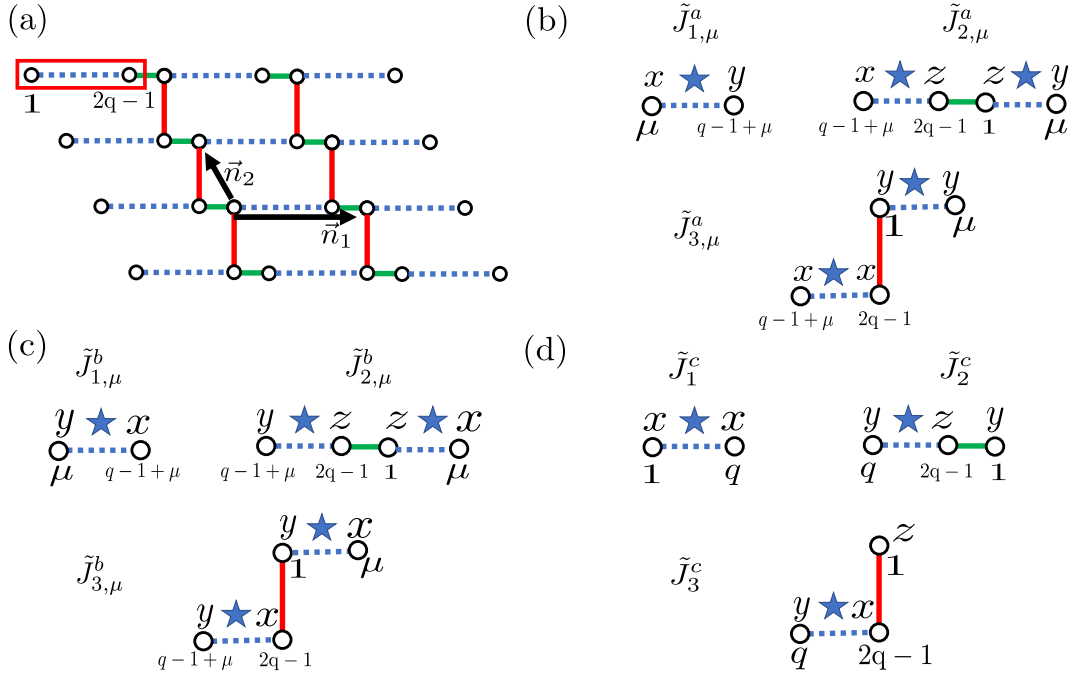 (a)
1
2q − 1
n⃗₂
n⃗₁
(b)
J̃ᵃ₁,μ
x ★ y
μ q − 1 + μ
J̃ᵃ₂,μ
x ★ z z ★ y
q − 1 + μ 2q − 1 1 μ
J̃ᵃ₃,μ
y ★ y
1 μ
x ★ x
q − 1 + μ 2q − 1
(c)
J̃ᵇ₁,μ
y ★ x
μ q − 1 + μ
J̃ᵇ₂,μ
y ★ z z ★ x
q − 1 + μ 2q − 1 1 μ
J̃ᵇ₃,μ
y ★ x
1 μ
y ★ x
q − 1 + μ 2q − 1
(d)
J̃ᶜ₁
x ★ x
1 q
J̃ᶜ₂
y ★ z y
q 2q − 1 1
J̃ᶜ₃
z
1
y ★ x
q 2q − 1